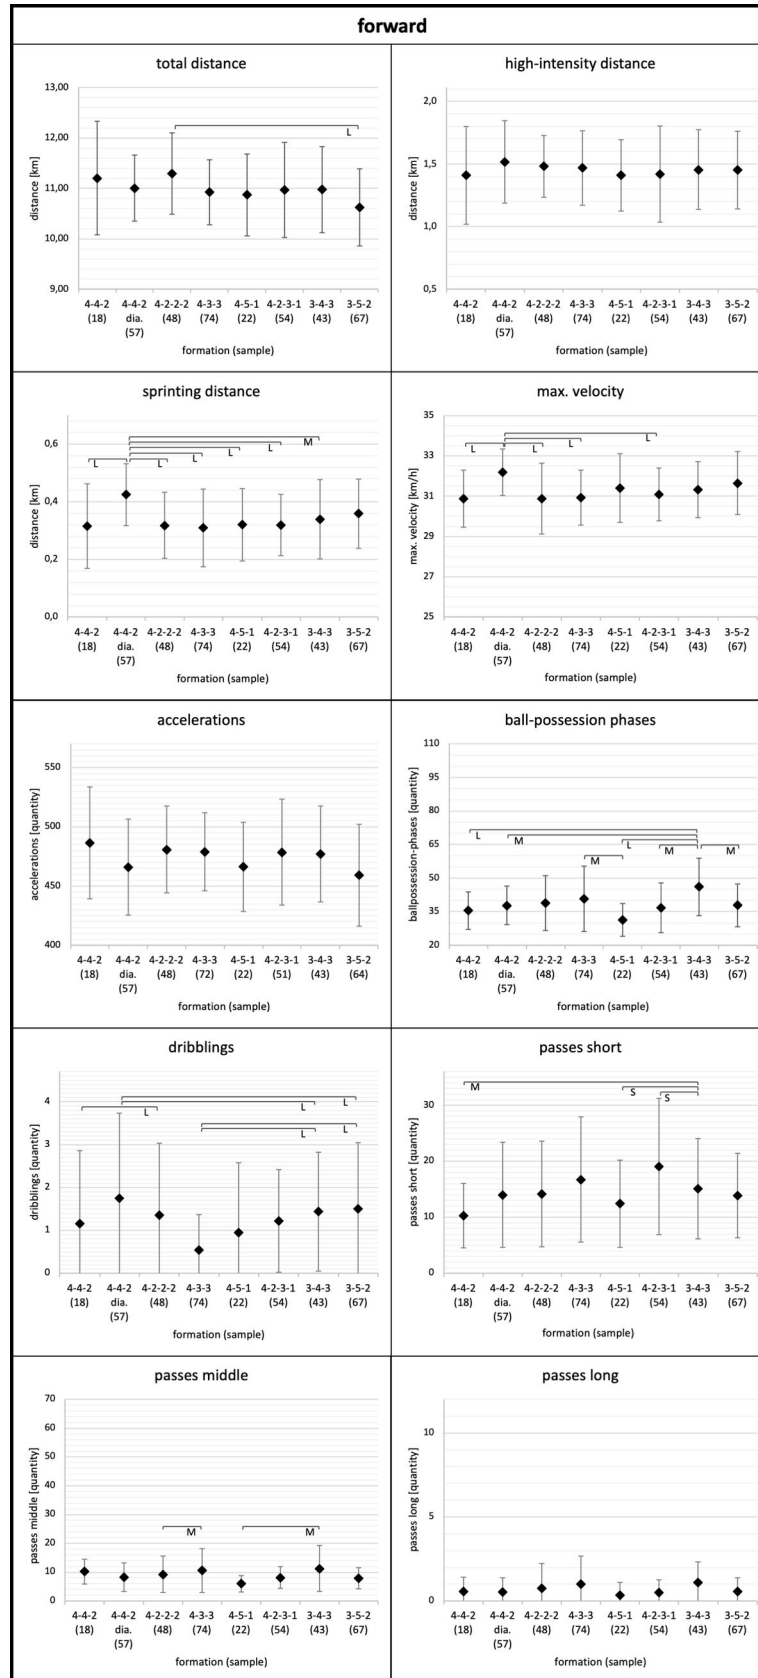 forward
total distance
13,00
12,00
11,00
10,00
9,00
distance [km]
L
4-4-2 4-4-2 4-2-2-2 4-3-3 4-5-1 4-2-3-1 3-4-3 3-5-2
(18) dia. (48) (74) (22) (54) (43) (67)
(57)
formation (sample)
high-intensity distance
2,0
1,5
1,0
0,5
distance [km]
4-4-2 4-4-2 4-2-2-2 4-3-3 4-5-1 4-2-3-1 3-4-3 3-5-2
(18) dia. (48) (74) (22) (54) (43) (67)
(57)
formation (sample)
sprinting distance
0,6
0,4
0,2
0,0
distance [km]
M
L
L
L
L
L
4-4-2 4-4-2 4-2-2-2 4-3-3 4-5-1 4-2-3-1 3-4-3 3-5-2
(18) dia. (48) (74) (22) (54) (43) (67)
(57)
formation (sample)
max. velocity
35
33
31
29
27
25
max. velocity [km/h]
L
L
L
L
4-4-2 4-4-2 4-2-2-2 4-3-3 4-5-1 4-2-3-1 3-4-3 3-5-2
(18) dia. (48) (74) (22) (54) (43) (67)
(57)
formation (sample)
accelerations
550
500
450
400
accelerations [quantity]
4-4-2 4-4-2 4-2-2-2 4-3-3 4-5-1 4-2-3-1 3-4-3 3-5-2
(18) dia. (48) (72) (22) (51) (43) (64)
(57)
formation (sample)
ball-possession phases
110
95
80
65
50
35
20
ballpossession-phases [quantity]
L
M
L
M
M
M
4-4-2 4-4-2 4-2-2-2 4-3-3 4-5-1 4-2-3-1 3-4-3 3-5-2
(18) dia. (48) (74) (22) (54) (43) (67)
(57)
formation (sample)
dribblings
4
3
2
1
0
dribblings [quantity]
L
L
L
L
L
4-4-2 4-4-2 4-2-2-2 4-3-3 4-5-1 4-2-3-1 3-4-3 3-5-2
(18) dia. (48) (74) (22) (54) (43) (67)
(57)
formation (sample)
passes short
30
20
10
0
passes short [quantity]
M
S
S
4-4-2 4-4-2 4-2-2-2 4-3-3 4-5-1 4-2-3-1 3-4-3 3-5-2
(18) dia. (48) (74) (22) (54) (43) (67)
(57)
formation (sample)
passes middle
70
60
50
40
30
20
10
0
passes middle [quantity]
M
M
4-4-2 4-4-2 4-2-2-2 4-3-3 4-5-1 4-2-3-1 3-4-3 3-5-2
(18) dia. (48) (74) (22) (54) (43) (67)
(57)
formation (sample)
passes long
10
5
0
passes long [quantity]
4-4-2 4-4-2 4-2-2-2 4-3-3 4-5-1 4-2-3-1 3-4-3 3-5-2
(18) dia. (48) (74) (22) (54) (43) (67)
(57)
formation (sample)